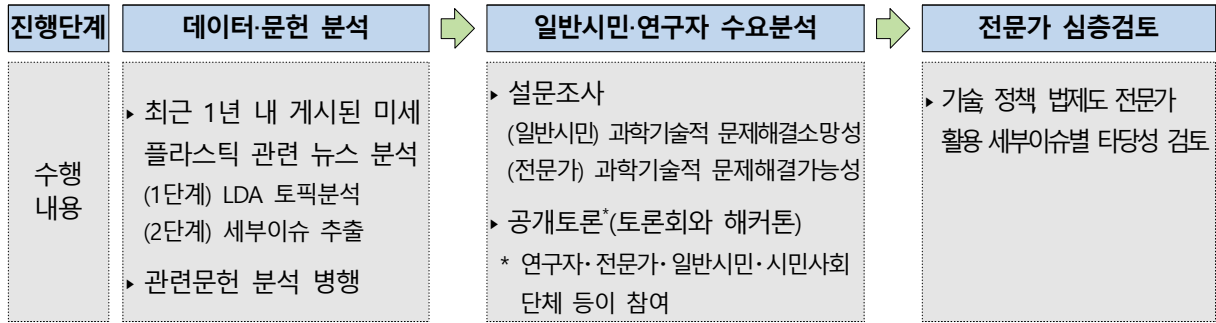 진행단계
데이터·문헌 분석
일반시민·연구자 수요분석
전문가 심층검토
수행
내용
▸ 최근 1년 내 게시된 미세
플라스틱 관련 뉴스 분석
(1단계) LDA 토픽분석
(2단계) 세부이슈 추출
▸ 관련문헌 분석 병행
▸ 설문조사
(일반시민) 과학기술적 문제해결소망성
(전문가) 과학기술적 문제해결가능성
▸ 공개토론*(토론회와 해커톤)
* 연구자·전문가·일반시민·시민사회
단체 등이 참여
▸ 기술, 정책, 법제도 전문가
활용 세부이슈별 타당성 검토